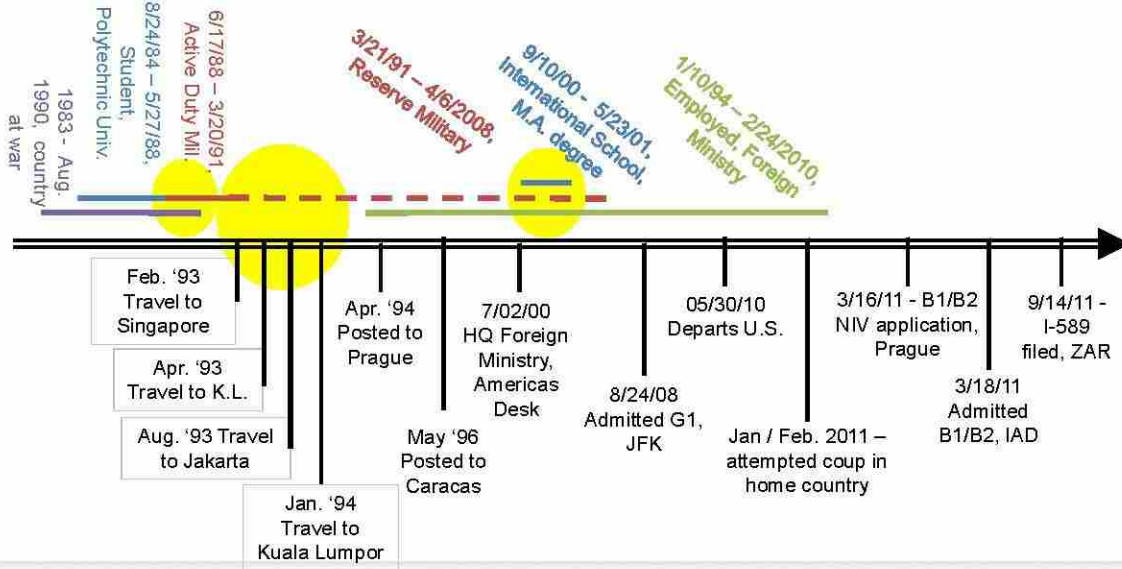 1983 - Aug.
1990, country
at war
8/24/84 – 5/27/88,
Student,
Polytechnic Univ.
6/17/88 – 3/20/91,
Active Duty Mil.
3/21/91 – 4/6/2008,
Reserve Military
9/10/00 - 5/23/01,
International School,
M.A. degree
1/10/94 – 2/24/2010,
Employed, Foreign
Ministry
Feb. ‘93
Travel to
Singapore
Apr. ‘93
Travel to K.L.
Aug. ‘93 Travel
to Jakarta
Jan. ‘94
Travel to
Kuala Lumpor
Apr. ‘94
Posted to
Prague
May ‘96
Posted to
Caracas
7/02/00
HQ Foreign
Ministry,
Americas
Desk
8/24/08
Admitted G1,
JFK
05/30/10
Departs U.S.
Jan / Feb. 2011 –
attempted coup in
home country
3/16/11 - B1/B2
NIV application,
Prague
3/18/11
Admitted
B1/B2, IAD
9/14/11 -
I-589
filed, ZAR